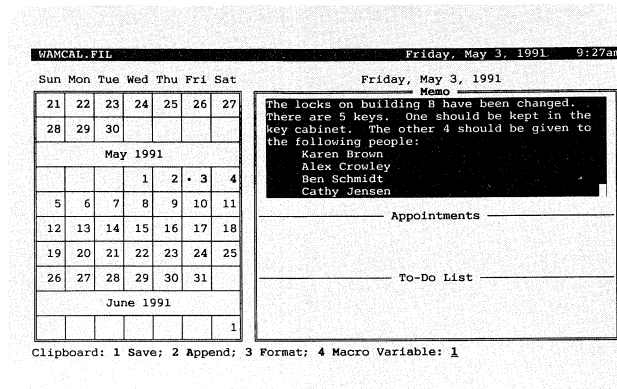 WAMCAL.FIL Friday, May 3, 1991 9:27am
Sun Mon Tue Wed Thu Fri Sat
21 22 23 24 25 26 27
28 29 30
May 1991
1 2 • 3 4
5 6 7 8 9 10 11
12 13 14 15 16 17 18
19 20 21 22 23 24 25
26 27 28 29 30 31
June 1991
1
Friday, May 3, 1991
Memo
The locks on building B have been changed.
There are 5 keys. One should be kept in the
key cabinet. The other 4 should be given to
the following people:
Karen Brown
Alex Crowley
Ben Schmidt
Cathy Jensen
Appointments
To-Do List
Clipboard: 1 Save; 2 Append; 3 Format; 4 Macro Variable: 1